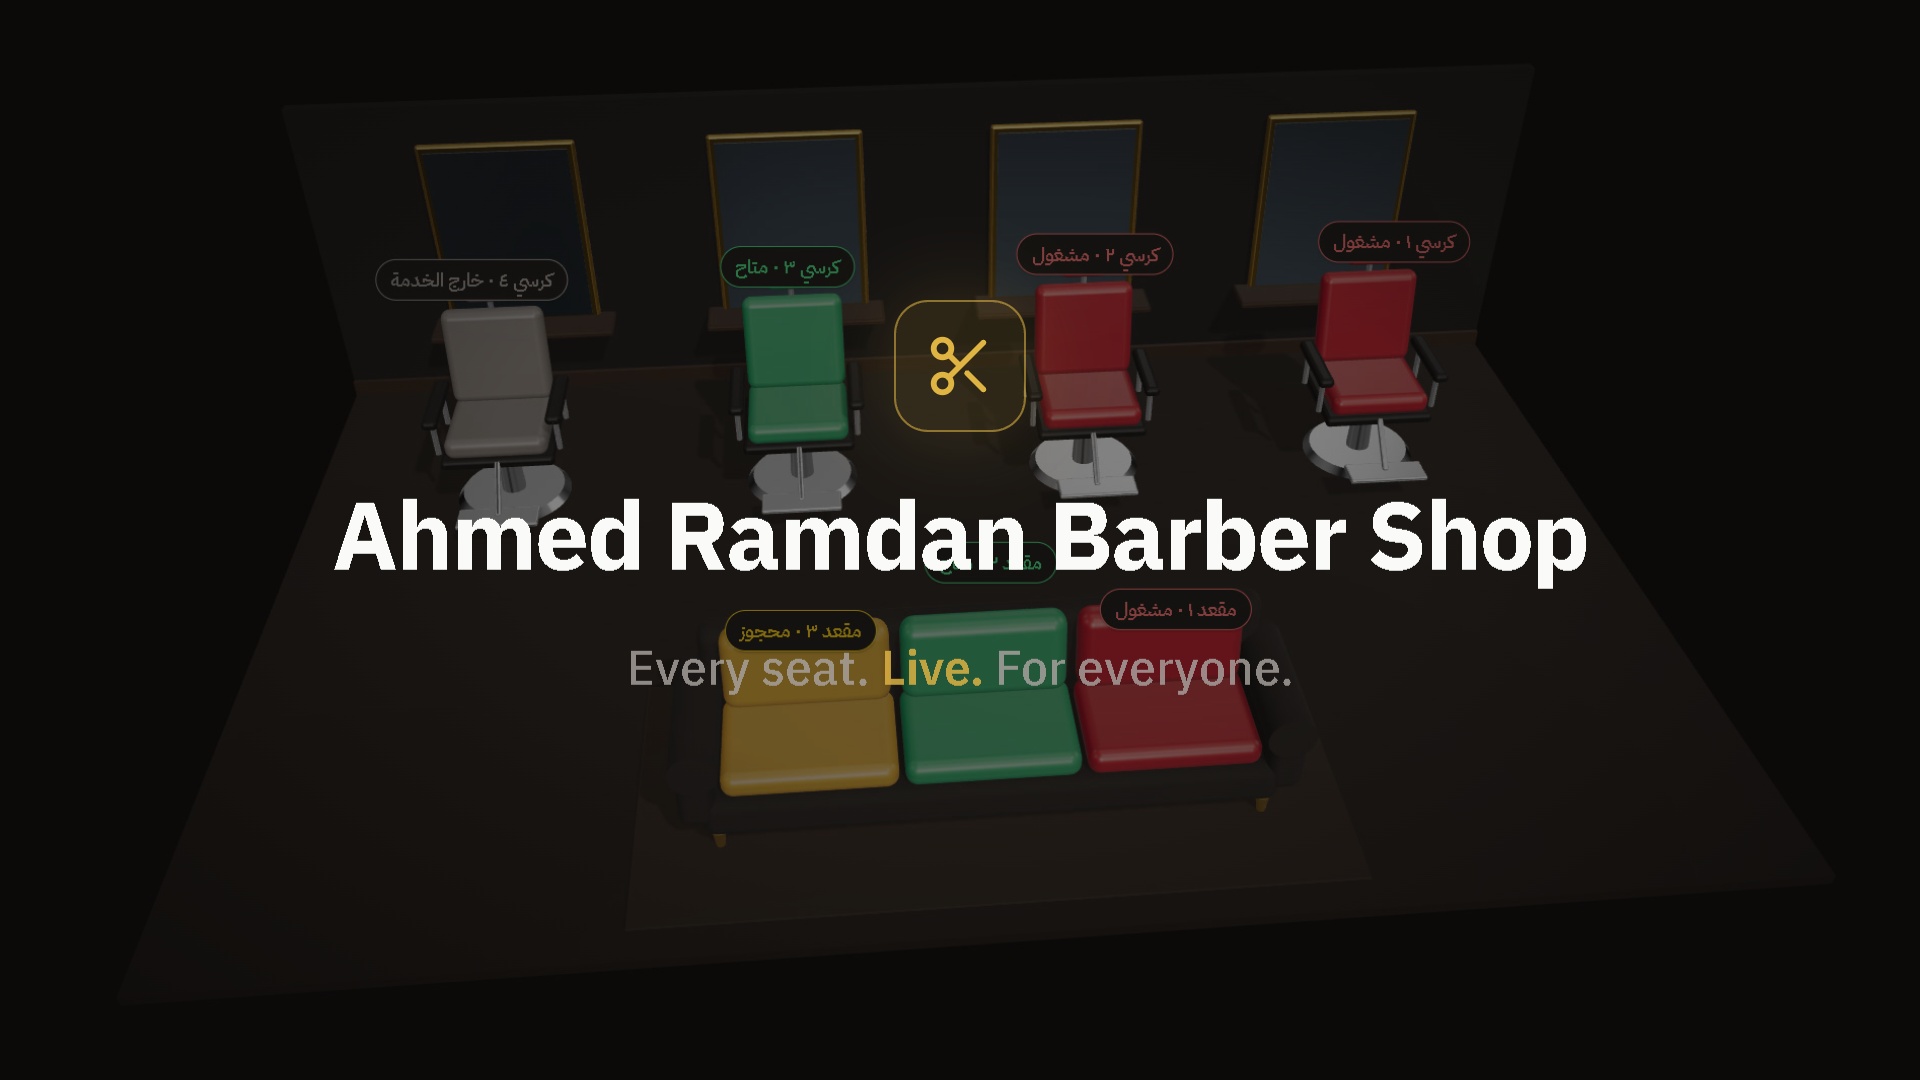 كرسي ١ · مشغول
كرسي ٢ · مشغول
كرسي ٣ · متاح
كرسي ٤ · خارج الخدمة
Ahmed Ramdan Barber Shop
مقعد
مقعد ١ · مشغول
مقعد ٣ · محجوز
Every seat. Live. For everyone.